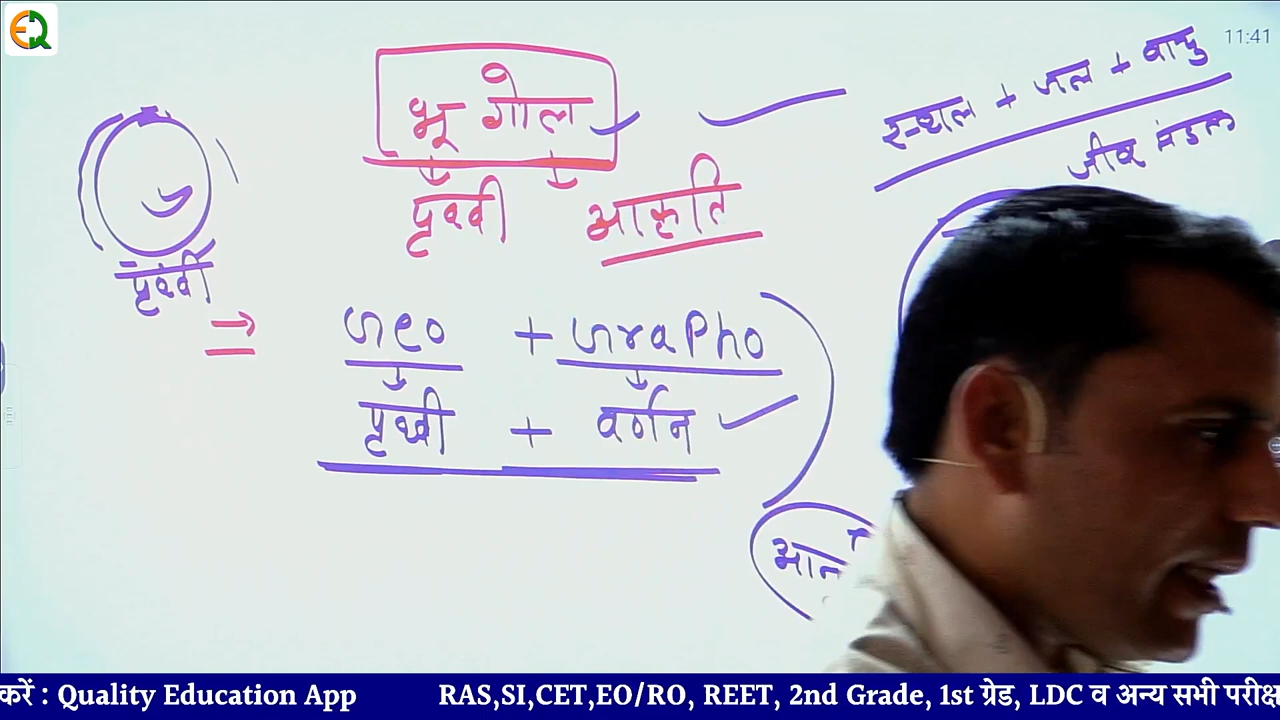 EQ
11:41
स्थल + जल + वायु
जीव मंडल
भू गोल
पृथ्वी आकृति
पृथ्वी
⇒ Geo + Grapho
पृथ्वी + वर्णन
करें : Quality Education App RAS,SI,CET,EO/RO, REET, 2nd Grade, 1st ग्रेड, LDC व अन्य सभी परीक्ष